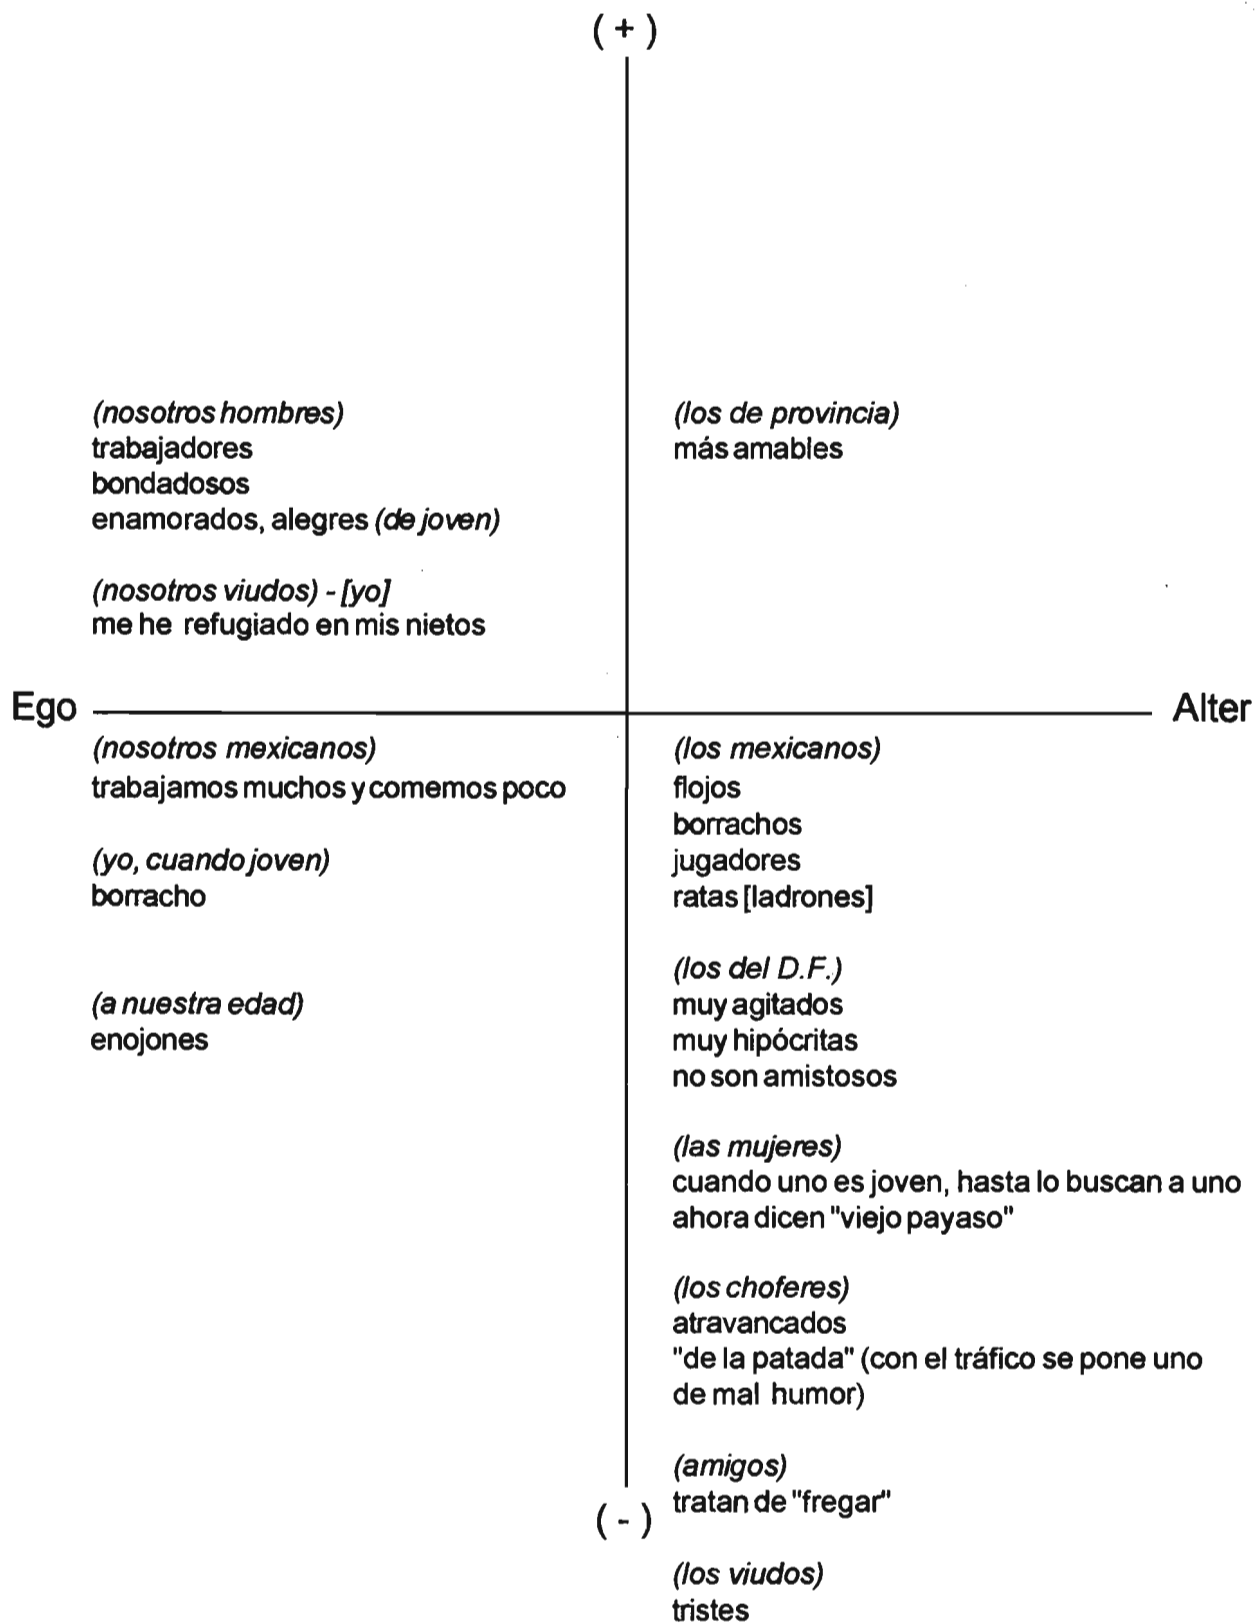 ( + )
(nosotros hombres)
trabajadores
bondadosos
enamorados, alegres (de joven)
(nosotros viudos) - [yo]
me he refugiado en mis nietos
(los de provincia)
más amables
Ego
Alter
(nosotros mexicanos)
trabajamos muchos y comemos poco
(yo, cuando joven)
borracho
(a nuestra edad)
enojones
(los mexicanos)
flojos
borrachos
jugadores
ratas [ladrones]
(los del D.F.)
muy agitados
muy hipócritas
no son amistosos
(las mujeres)
cuando uno es joven, hasta lo buscan a uno
ahora dicen "viejo payaso"
(los choferes)
atravancados
"de la patada" (con el tráfico se pone uno
de mal humor)
(amigos)
tratan de "fregar"
( - )
(los viudos)
tristes